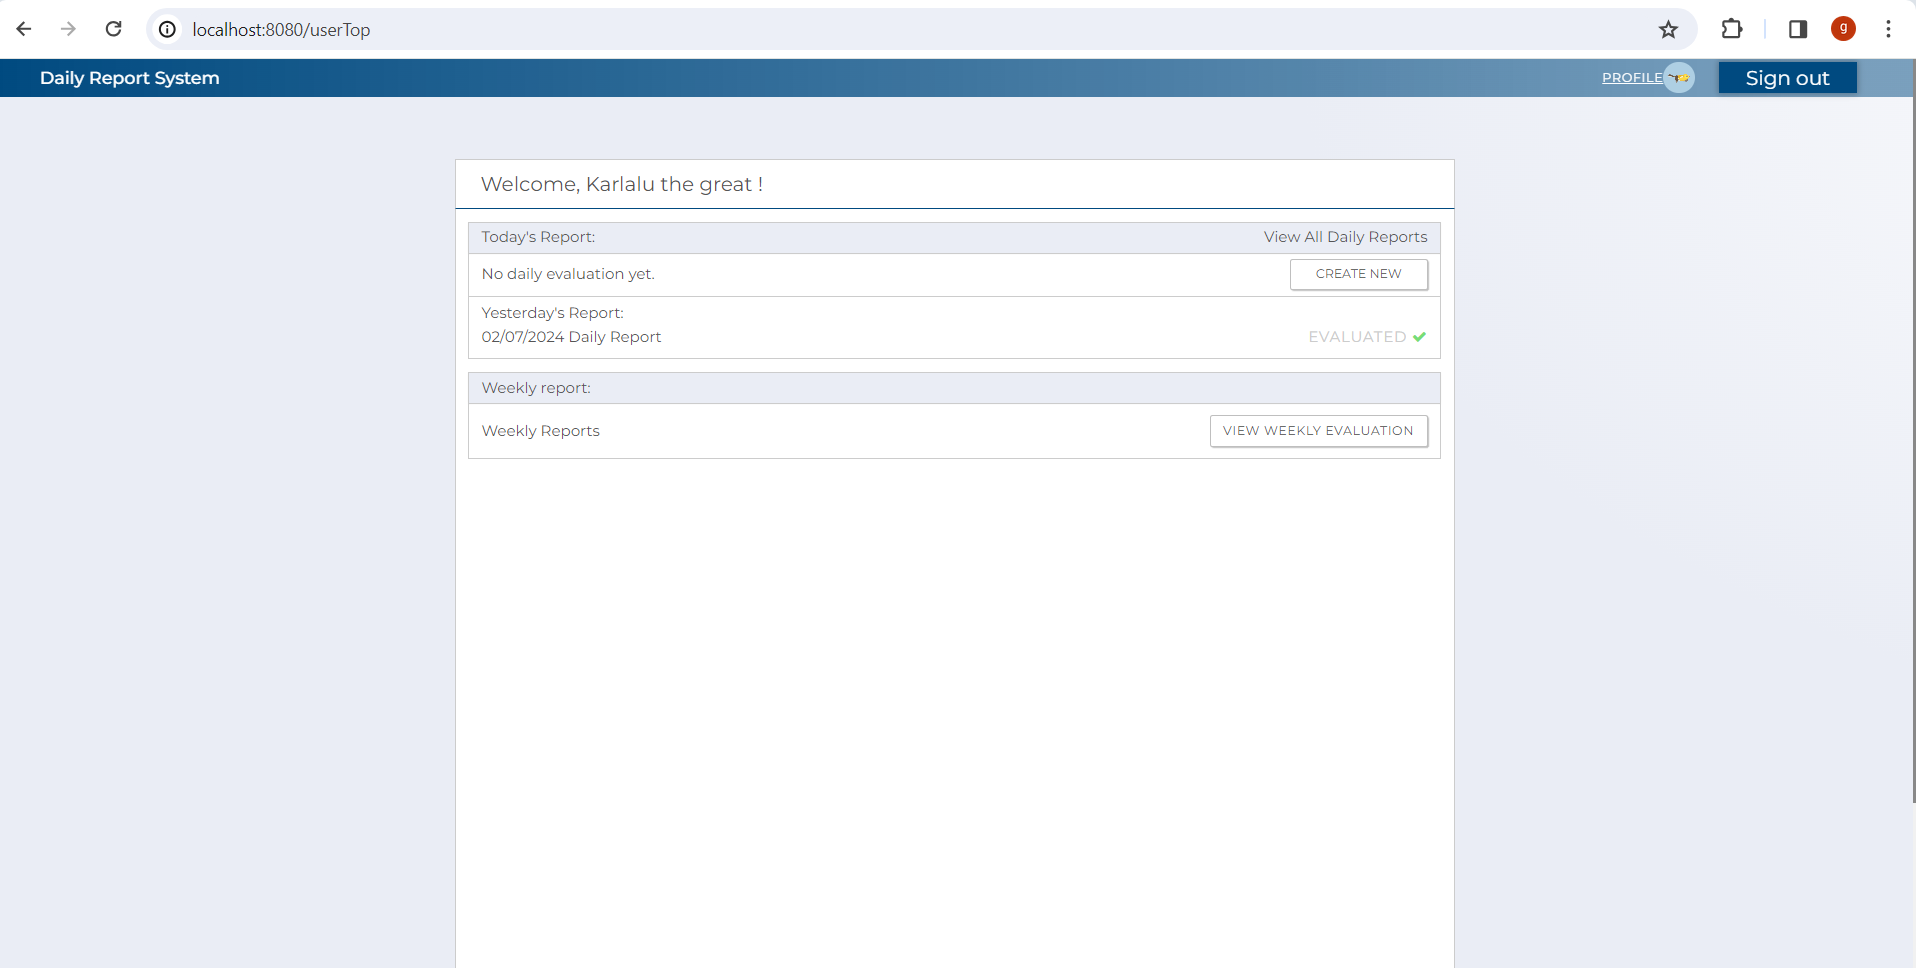 localhost:8080/userTop
g
Daily Report System
PROFILE
Sign out
Welcome, Karlalu the great !
Today's Report:
View All Daily Reports
No daily evaluation yet.
CREATE NEW
Yesterday's Report:
02/07/2024 Daily Report
EVALUATED
Weekly report:
Weekly Reports
VIEW WEEKLY EVALUATION